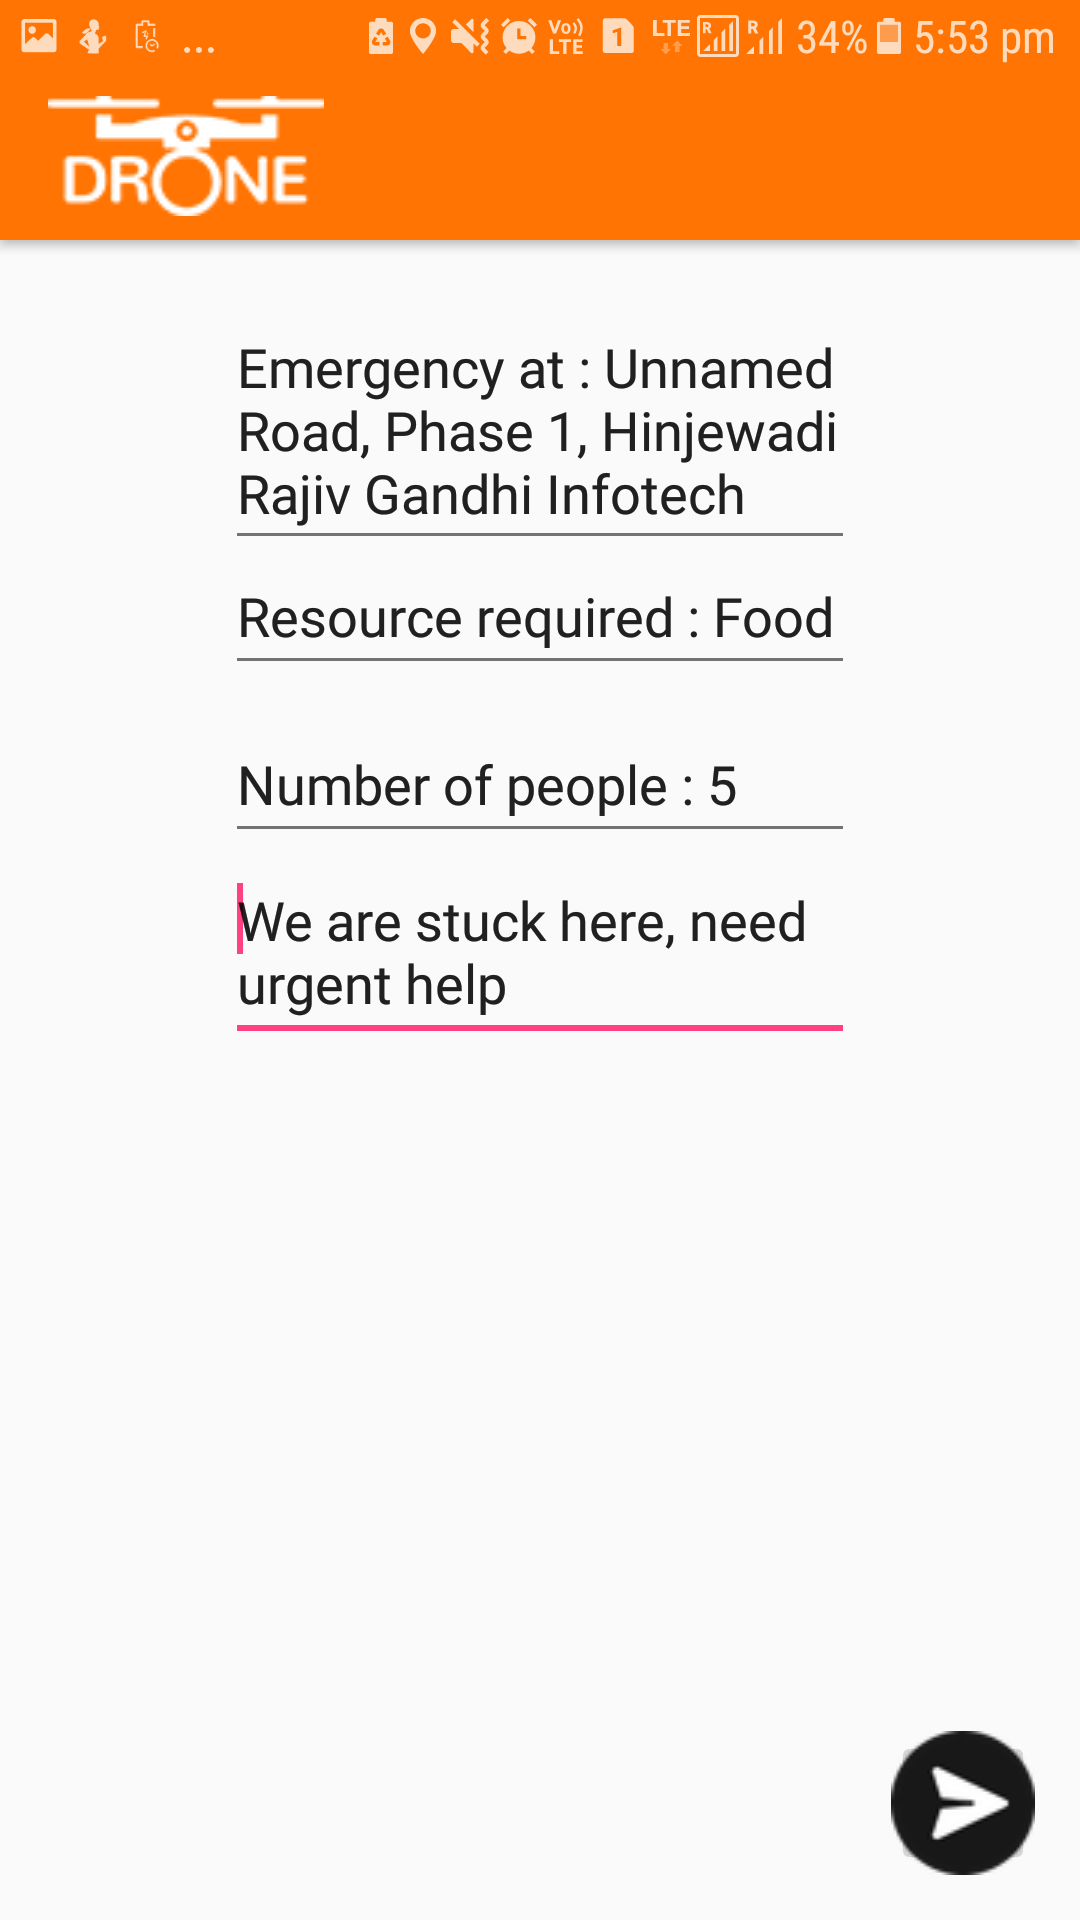 ... Vo)) LTE 1 LTE R R 34% 5:53 pm
DRONE
Emergency at : Unnamed
Road, Phase 1, Hinjewadi
Rajiv Gandhi Infotech
Resource required : Food
Number of people : 5
We are stuck here, need
urgent help